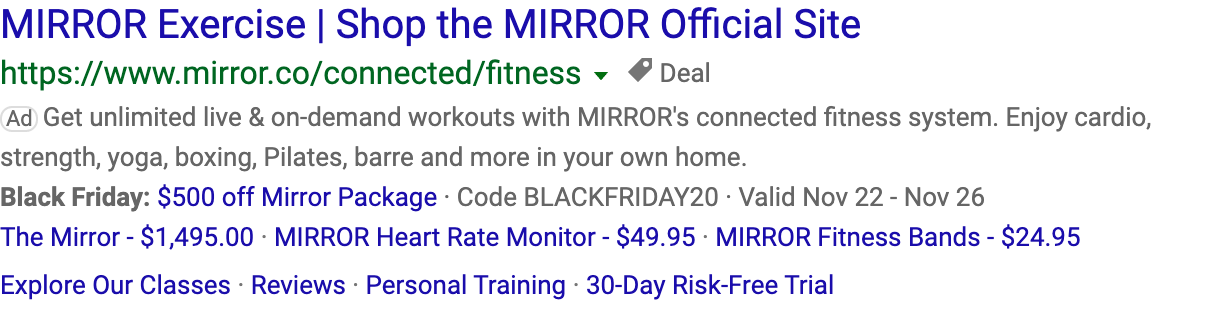 MIRROR Exercise | Shop the MIRROR Official Site
https://www.mirror.co/connected/fitness Deal
Ad Get unlimited live & on-demand workouts with MIRROR's connected fitness system. Enjoy cardio,
strength, yoga, boxing, Pilates, barre and more in your own home.
Black Friday: $500 off Mirror Package · Code BLACKFRIDAY20 · Valid Nov 22 - Nov 26
The Mirror - $1,495.00 · MIRROR Heart Rate Monitor - $49.95 · MIRROR Fitness Bands - $24.95
Explore Our Classes · Reviews · Personal Training · 30-Day Risk-Free Trial